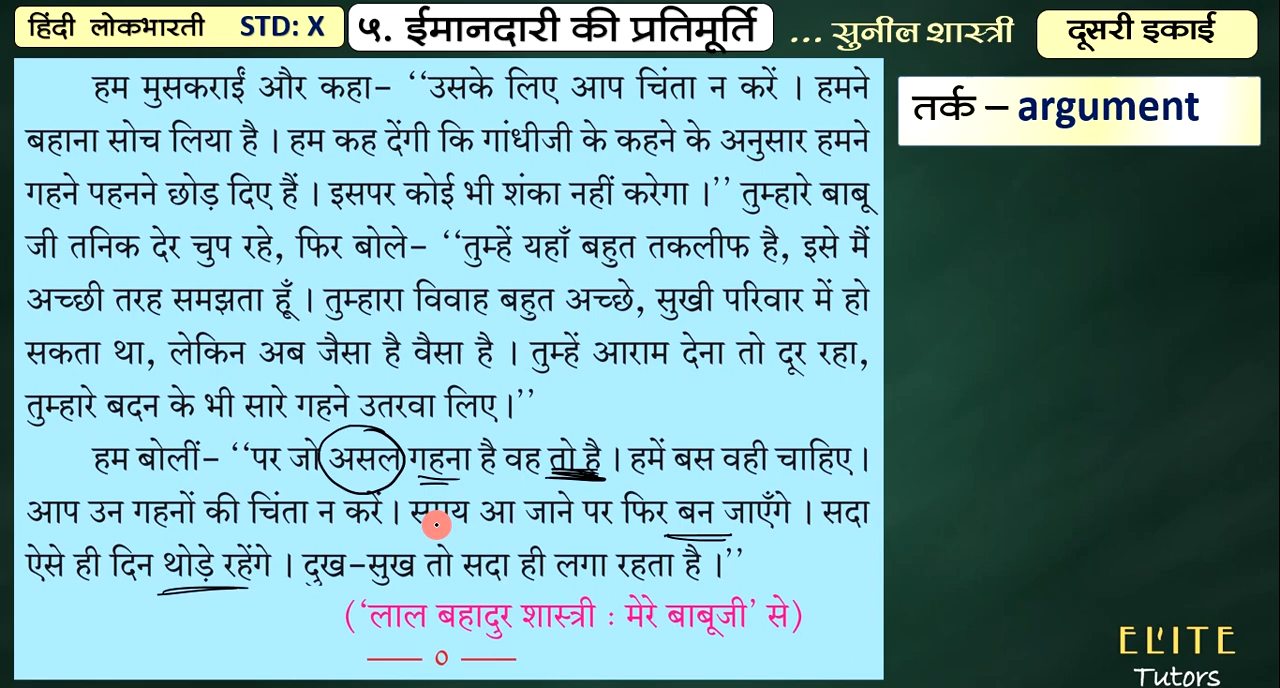 हिंदी लोकभारती STD: X
५. ईमानदारी की प्रतिमूर्ति
... सुनील शास्त्री
दूसरी इकाई
हम मुसकराईं और कहा– ‘‘उसके लिए आप चिंता न करें । हमने
बहाना सोच लिया है । हम कह देंगी कि गांधीजी के कहने के अनुसार हमने
गहने पहनने छोड़ दिए हैं । इसपर कोई भी शंका नहीं करेगा ।’’ तुम्हारे बाबू
जी तनिक देर चुप रहे, फिर बोले– ‘‘तुम्हें यहाँ बहुत तकलीफ है, इसे मैं
अच्छी तरह समझता हूँ । तुम्हारा विवाह बहुत अच्छे, सुखी परिवार में हो
सकता था, लेकिन अब जैसा है वैसा है । तुम्हें आराम देना तो दूर रहा,
तुम्हारे बदन के भी सारे गहने उतरवा लिए ।’’
हम बोलीं– ‘‘पर जो असल गहना है वह तो है । हमें बस वही चाहिए ।
आप उन गहनों की चिंता न करें । समय आ जाने पर फिर बन जाएँगे । सदा
ऐसे ही दिन थोड़े रहेंगे । दुख–सुख तो सदा ही लगा रहता है ।’’
(‘लाल बहादुर शास्त्री : मेरे बाबूजी’ से)
०
तर्क – argument
ELITE
Tutors